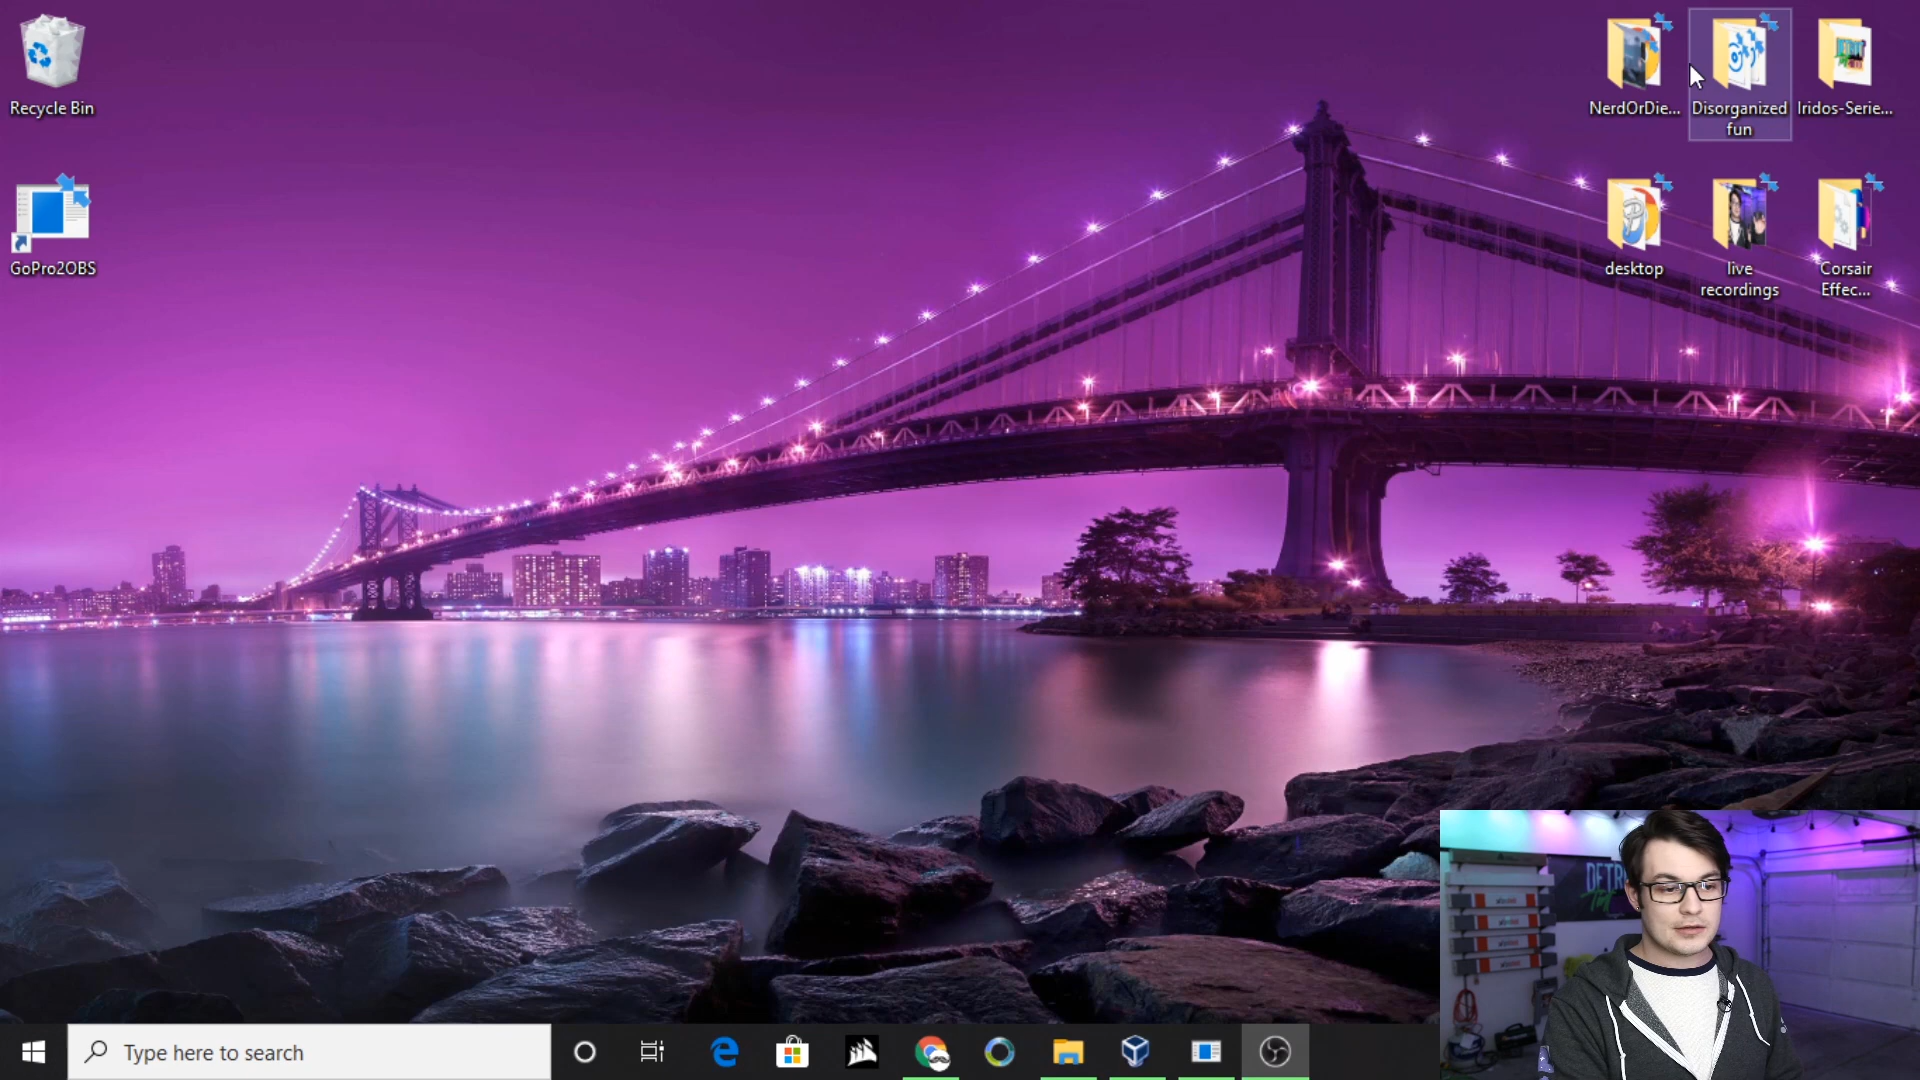 Recycle Bin
GoPro2OBS
NerdOrDie...
Disorganized
fun
Iridos-Serie...
desktop
live
recordings
Corsair
Effec...
Type here to search